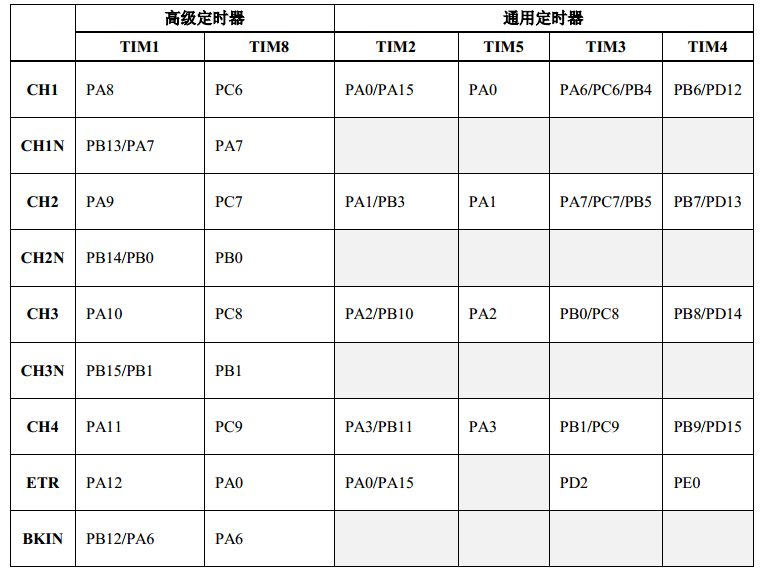 高级定时器 通用定时器
TIM1 TIM8 TIM2 TIM5 TIM3 TIM4
CH1 PA8 PC6 PA0/PA15 PA0 PA6/PC6/PB4 PB6/PD12
CH1N PB13/PA7 PA7
CH2 PA9 PC7 PA1/PB3 PA1 PA7/PC7/PB5 PB7/PD13
CH2N PB14/PB0 PB0
CH3 PA10 PC8 PA2/PB10 PA2 PB0/PC8 PB8/PD14
CH3N PB15/PB1 PB1
CH4 PA11 PC9 PA3/PB11 PA3 PB1/PC9 PB9/PD15
ETR PA12 PA0 PA0/PA15 PD2 PE0
BKIN PB12/PA6 PA6